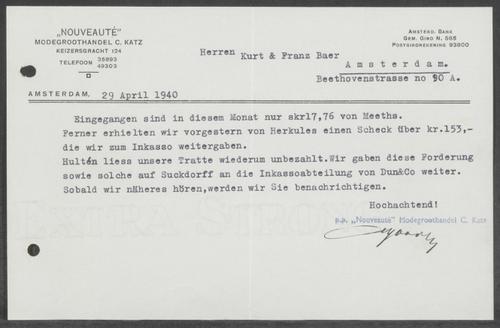 „NOUVEAUTÉ”
MODEGROOTHANDEL C. KATZ
KEIZERSGRACHT 124
TELEFOON 35893
49303
AMSTERD. BANK
GEM. GIRO N. 565
POSTGIROREKENING 93800
Herren Kurt & Franz Baer
Amsterdam.
Beethovenstrasse no 90 A.
AMSTERDAM, 29 April 1940
Eingegangen sind in diesem Monat nur skr17,76 von Meeths.
Ferner erhielten wir vorgestern von Herkules einen Scheck über kr.153,-
die wir zum Inkasso weitergaben.
Hultén liess unsere Tratte wiederum unbezahlt.Wir gaben diese Forderung
sowie solche auf Suckdorff an die Inkassoabteilung von Dun&Co weiter.
Sobald wir näheres hören,werden wir Sie benachrichtigen.
Hochachtend!
p.p. „Nouveauté” Modegroothandel C. Katz